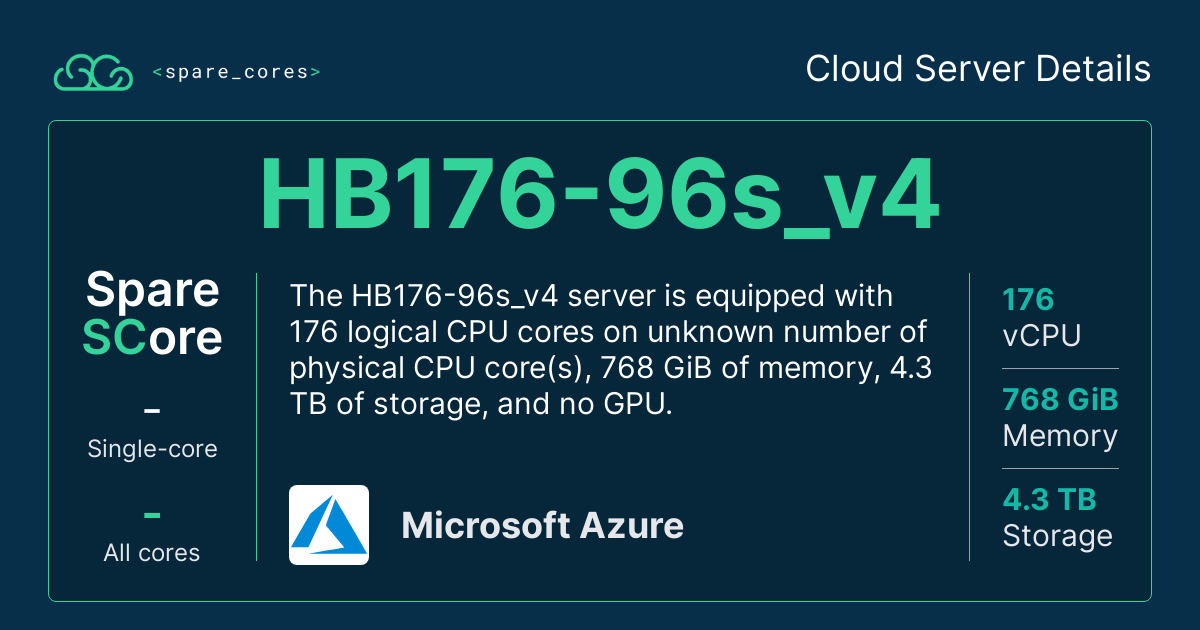 <spare_cores>
Cloud Server Details
HB176-96s_v4
Spare
SCore
-
Single-core
-
All cores
The HB176-96s_v4 server is equipped with
176 logical CPU cores on unknown number of
physical CPU core(s), 768 GiB of memory, 4.3
TB of storage, and no GPU.
Microsoft Azure
176
vCPU
768 GiB
Memory
4.3 TB
Storage